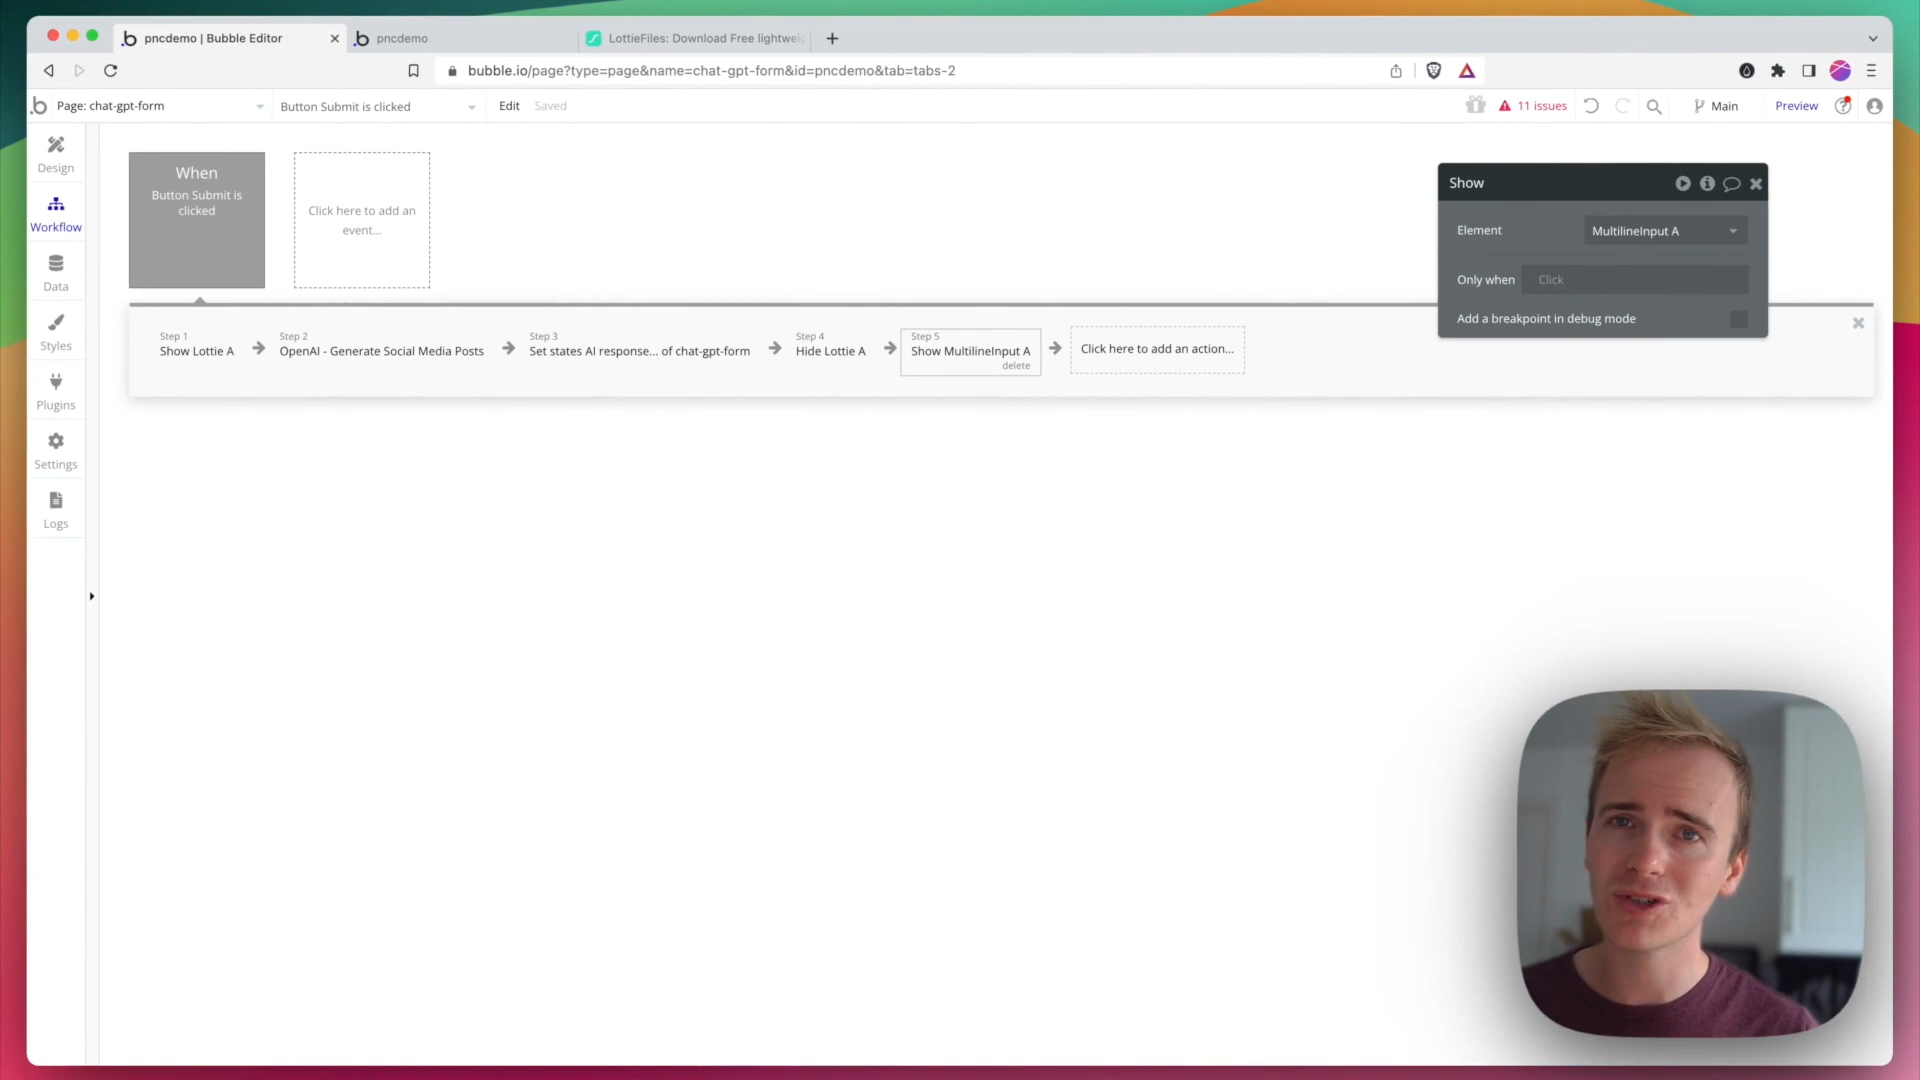 pncdemo | Bubble Editor
pncdemo
LottieFiles: Download Free lightwei
bubble.io/page?type=page&name=chat-gpt-form&id=pncdemo&tab=tabs-2
Page: chat-gpt-form
Button Submit is clicked
Edit
Saved
11 issues
Main
Preview
Design
Workflow
Data
Styles
Plugins
Settings
Logs
When
Button Submit is
clicked
Click here to add an
event...
Show
Element
MultilineInput A
Only when
Click
Add a breakpoint in debug mode
Step 1
Show Lottie A
Step 2
OpenAI - Generate Social Media Posts
Step 3
Set states AI response... of chat-gpt-form
Step 4
Hide Lottie A
Step 5
Show MultilineInput A
delete
Click here to add an action...